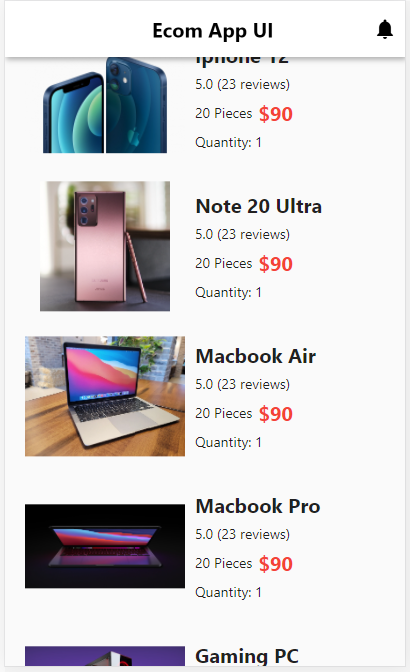 Ecom App UI
Iphone 12
5.0 (23 reviews)
20 Pieces $90
Quantity: 1
Note 20 Ultra
5.0 (23 reviews)
20 Pieces $90
Quantity: 1
Macbook Air
5.0 (23 reviews)
20 Pieces $90
Quantity: 1
Macbook Pro
5.0 (23 reviews)
20 Pieces $90
Quantity: 1
Gaming PC